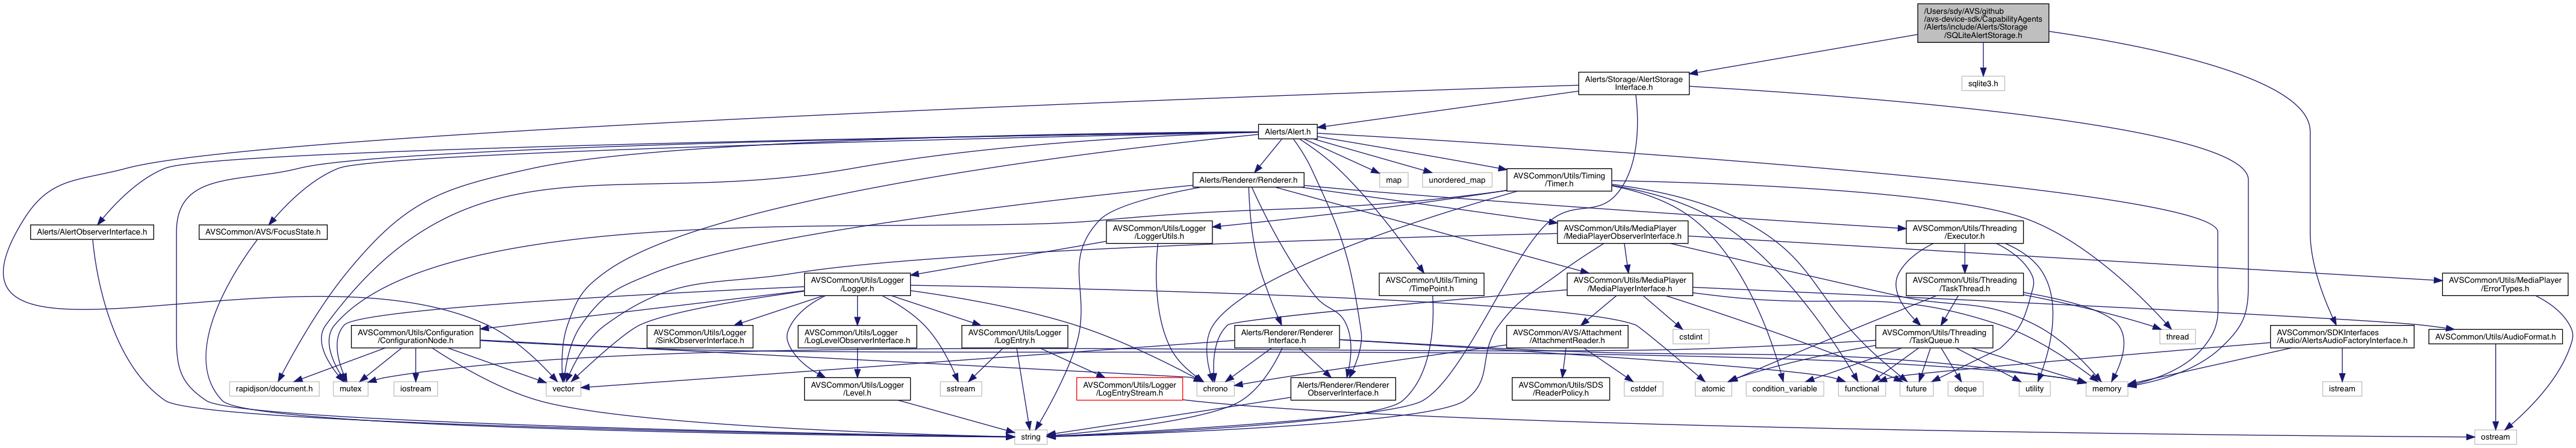 /Users/sdy/AVS/github
/avs-device-sdk/CapabilityAgents
/Alerts/include/Alerts/Storage
/SQLiteAlertStorage.h
Alerts/Storage/AlertStorage
Interface.h
sqlite3.h
Alerts/Alert.h
Alerts/Renderer/Renderer.h
map
unordered_map
AVSCommon/Utils/Timing
/Timer.h
Alerts/AlertObserverInterface.h
AVSCommon/AVS/FocusState.h
AVSCommon/Utils/Logger
/LoggerUtils.h
AVSCommon/Utils/MediaPlayer
/MediaPlayerObserverInterface.h
AVSCommon/Utils/Threading
/Executor.h
AVSCommon/Utils/Logger
/Logger.h
AVSCommon/Utils/Timing
/TimePoint.h
AVSCommon/Utils/MediaPlayer
/MediaPlayerInterface.h
AVSCommon/Utils/Threading
/TaskThread.h
AVSCommon/Utils/MediaPlayer
/ErrorTypes.h
AVSCommon/Utils/Configuration
/ConfigurationNode.h
AVSCommon/Utils/Logger
/SinkObserverInterface.h
AVSCommon/Utils/Logger
/LogLevelObserverInterface.h
AVSCommon/Utils/Logger
/LogEntry.h
Alerts/Renderer/Renderer
Interface.h
AVSCommon/AVS/Attachment
/AttachmentReader.h
cstdint
AVSCommon/Utils/Threading
/TaskQueue.h
thread
AVSCommon/SDKInterfaces
/Audio/AlertsAudioFactoryInterface.h
AVSCommon/Utils/AudioFormat.h
rapidjson/document.h
mutex
iostream
vector
AVSCommon/Utils/Logger
/Level.h
sstream
AVSCommon/Utils/Logger
/LogEntryStream.h
chrono
Alerts/Renderer/Renderer
ObserverInterface.h
AVSCommon/Utils/SDS
/ReaderPolicy.h
cstddef
atomic
condition_variable
functional
future
deque
utility
memory
istream
string
ostream